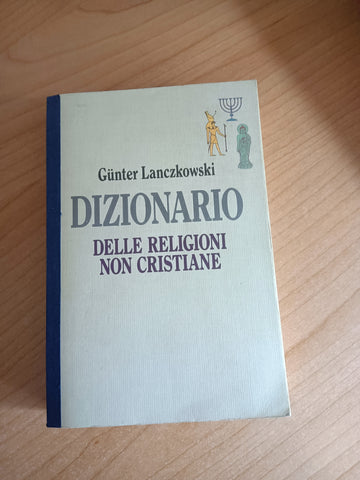 Günter Lanczkowski
DIZIONARIO
DELLE RELIGIONI
NON CRISTIANE